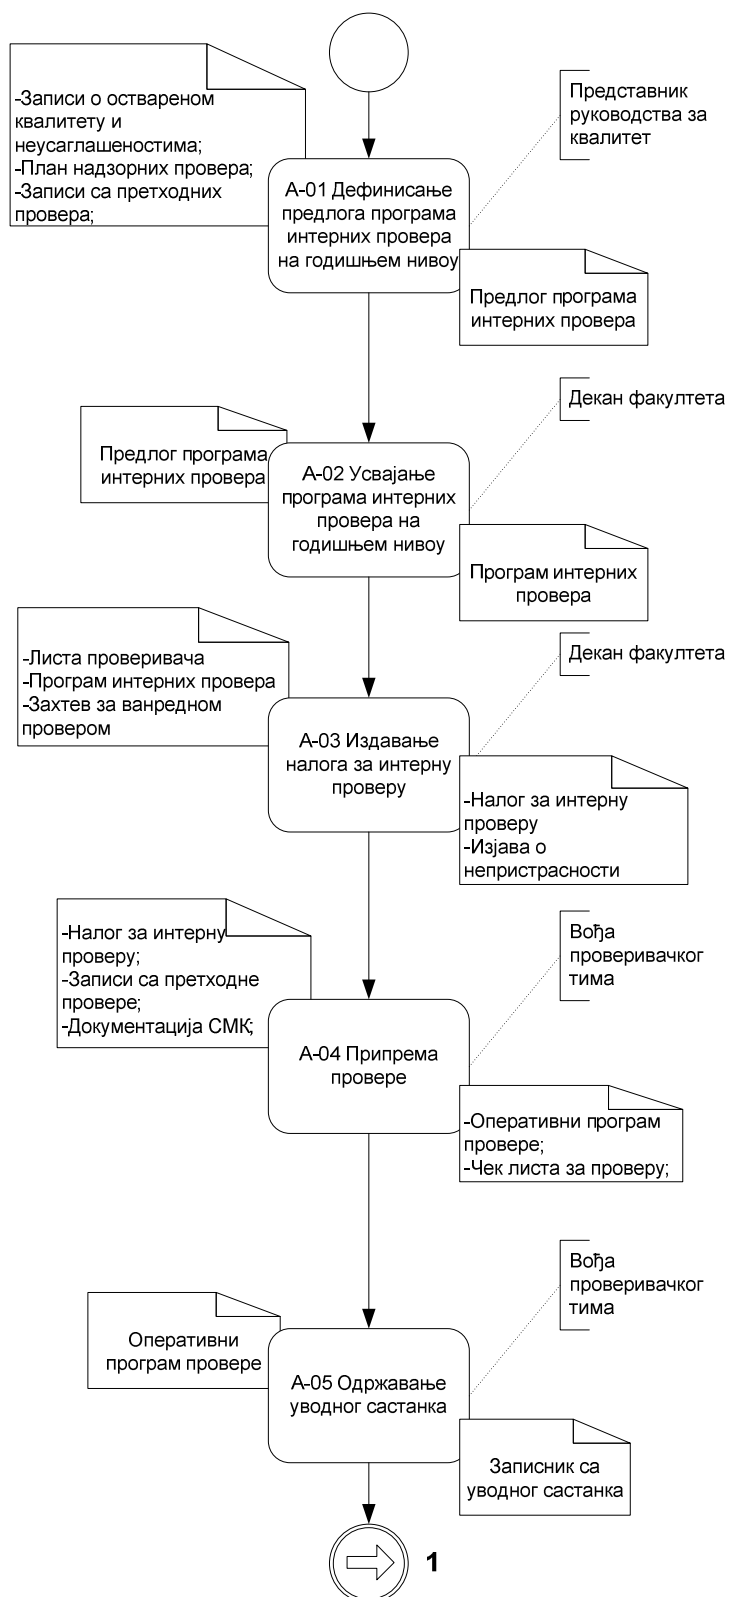 -Записи о оствареном
квалитету и
неусаглашеностима;
-План надзорних провера;
-Записи са претходних
провера;
Представник
руководства за
квалитет
А-01 Дефинисање
предлога програма
интерних провера
на годишњем нивоу
Предлог програма
интерних провера
Декан факултета
Предлог програма
интерних провера
А-02 Усвајање
програма интерних
провера на
годишњем нивоу
Програм интерних
провера
Декан факултета
-Листа проверивача
-Програм интерних провера
-Захтев за ванредном
провером
А-03 Издавање
налога за интерну
проверу
-Налог за интерну
проверу
-Изјава о
непристрасности
Вођа
проверивачког
тима
-Налог за интерну
проверу;
-Записи са претходне
провере;
-Документација СМК;
А-04 Припрема
провере
-Оперативни програм
провере;
-Чек листа за проверу;
Вођа
проверивачког
тима
Оперативни
програм провере
А-05 Одржавање
уводног састанка
Записник са
уводног састанка
1